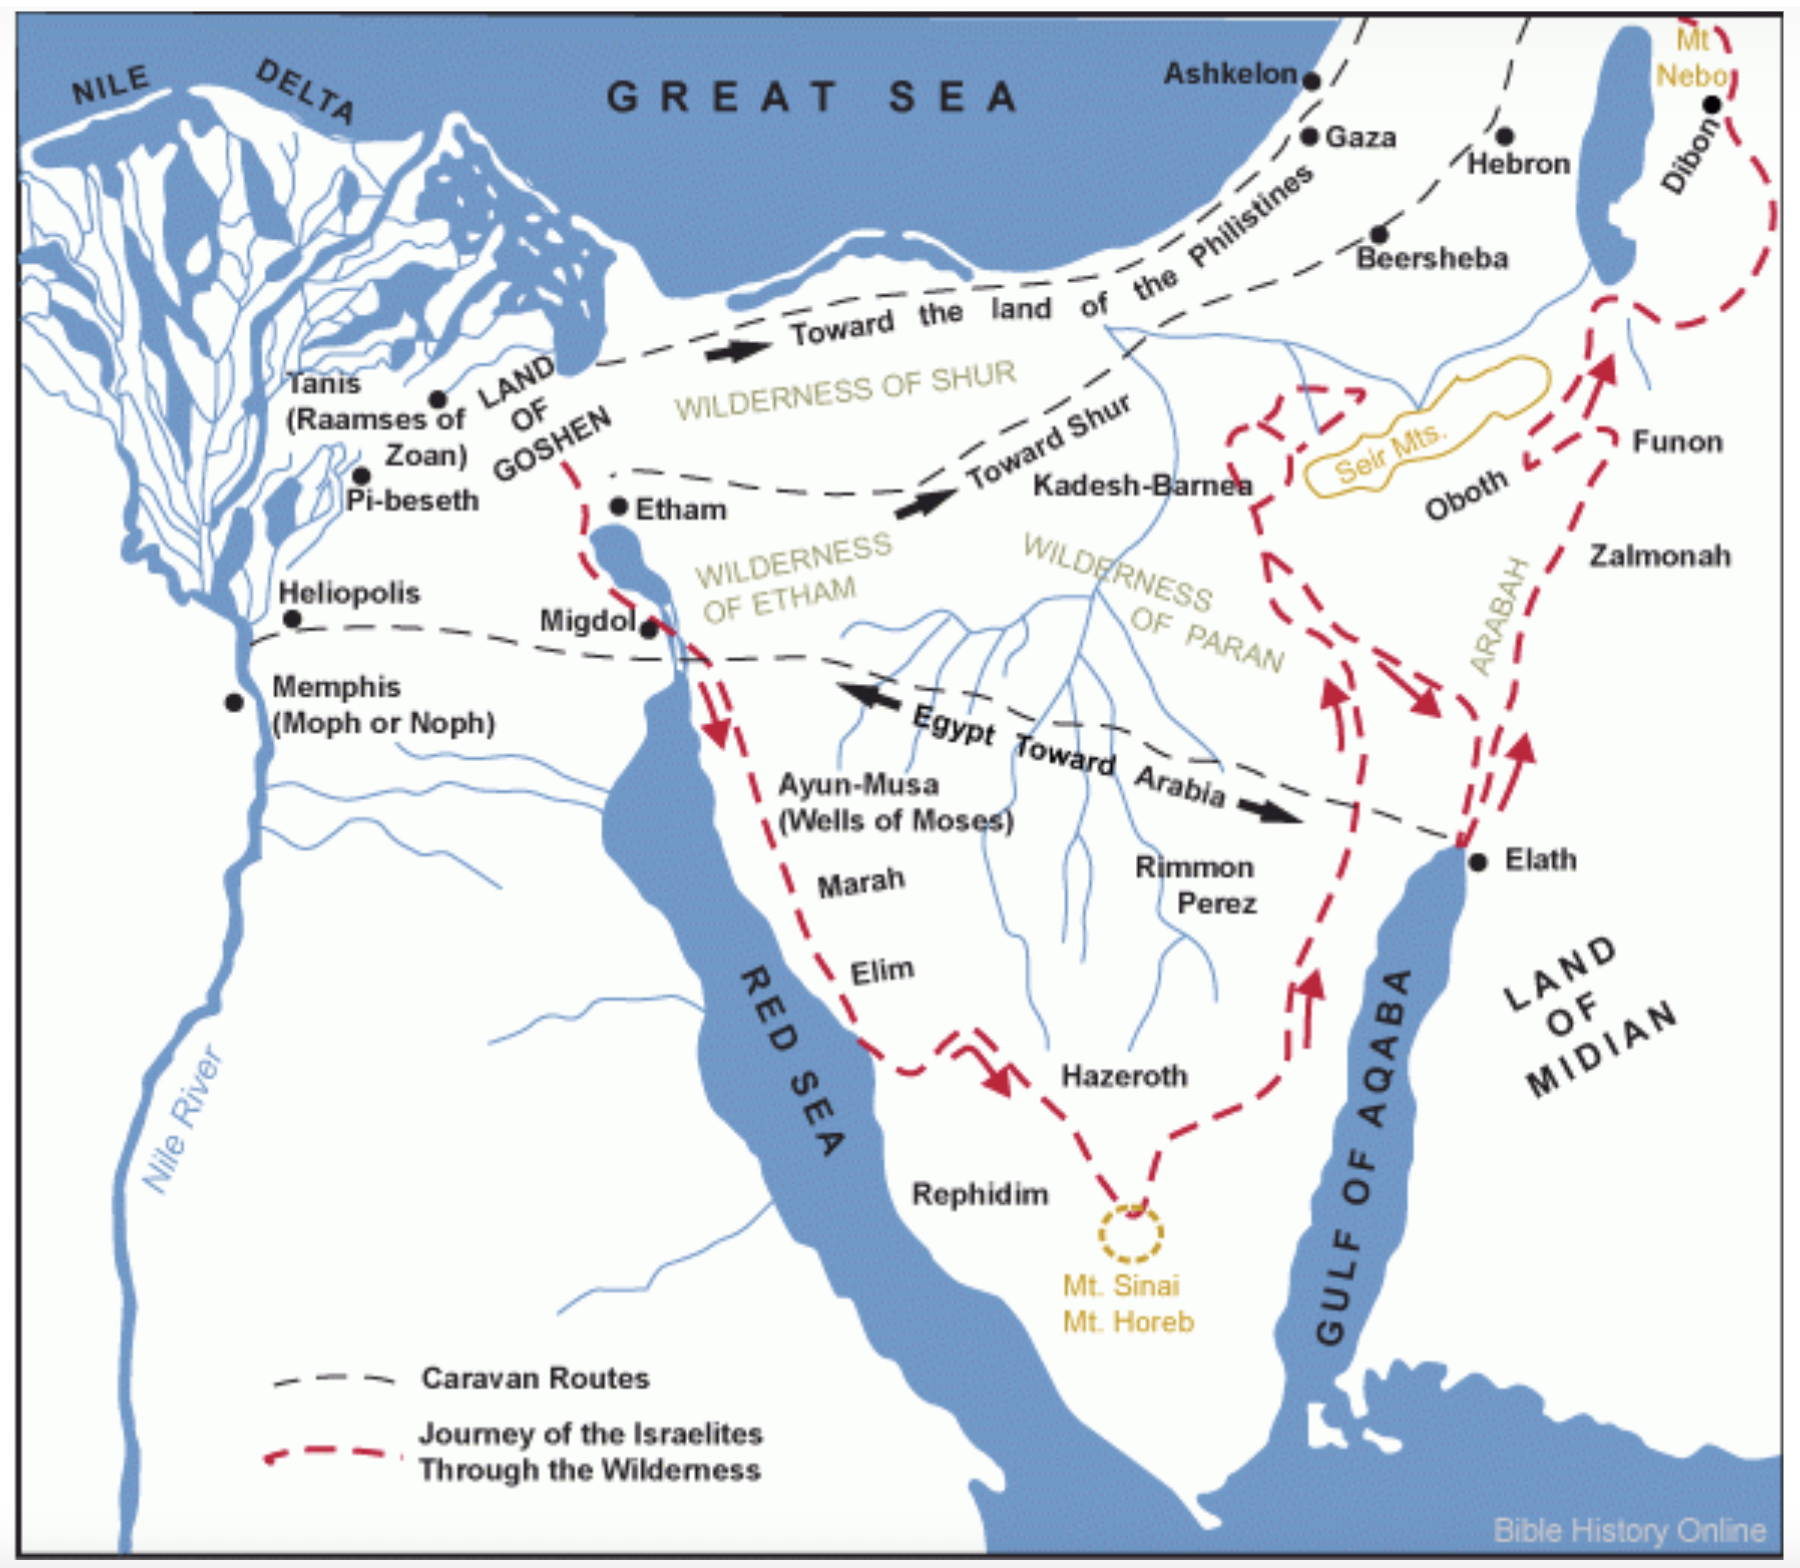 NILE DELTA
GREAT SEA
Ashkelon
Gaza
Hebron
Mt
Nebo
Dibon
Beersheba
Toward the land of the Philistines
WILDERNESS OF SHUR
Tanis
(Raamses of
Zoan)
LAND
OF
GOSHEN
Pi-beseth
Etham
Toward Shur
Kadesh-Barnea
Seir Mts.
Oboth
Funon
Zalmonah
WILDERNESS
OF ETHAM
WILDERNESS
OF PARAN
ARABAH
Heliopolis
Migdol
Memphis
(Moph or Noph)
Egypt Toward Arabia
Ayun-Musa
(Wells of Moses)
Marah
Elim
Rimmon
Perez
Elath
LAND
OF
MIDIAN
RED SEA
GULF OF AQABA
Hazeroth
Nile River
Rephidim
Mt. Sinai
Mt. Horeb
Caravan Routes
Journey of the Israelites
Through the Wilderness
Bible History Online